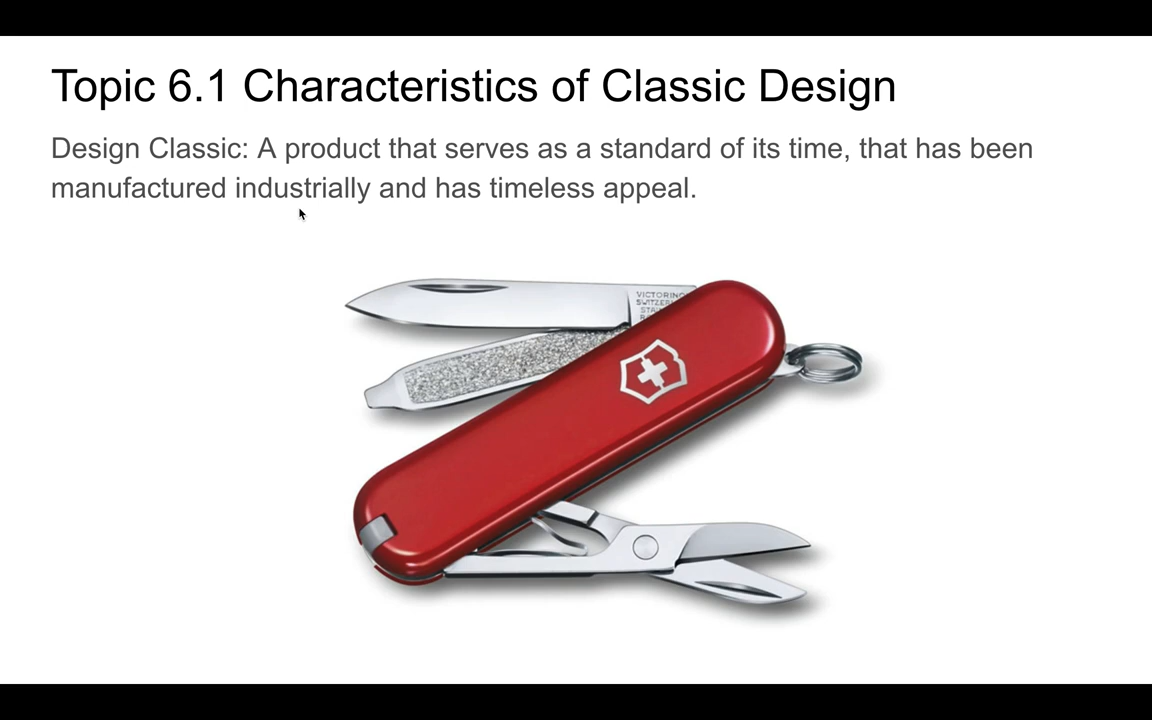 Topic 6.1 Characteristics of Classic Design
Design Classic: A product that serves as a standard of its time, that has been
manufactured industrially and has timeless appeal.